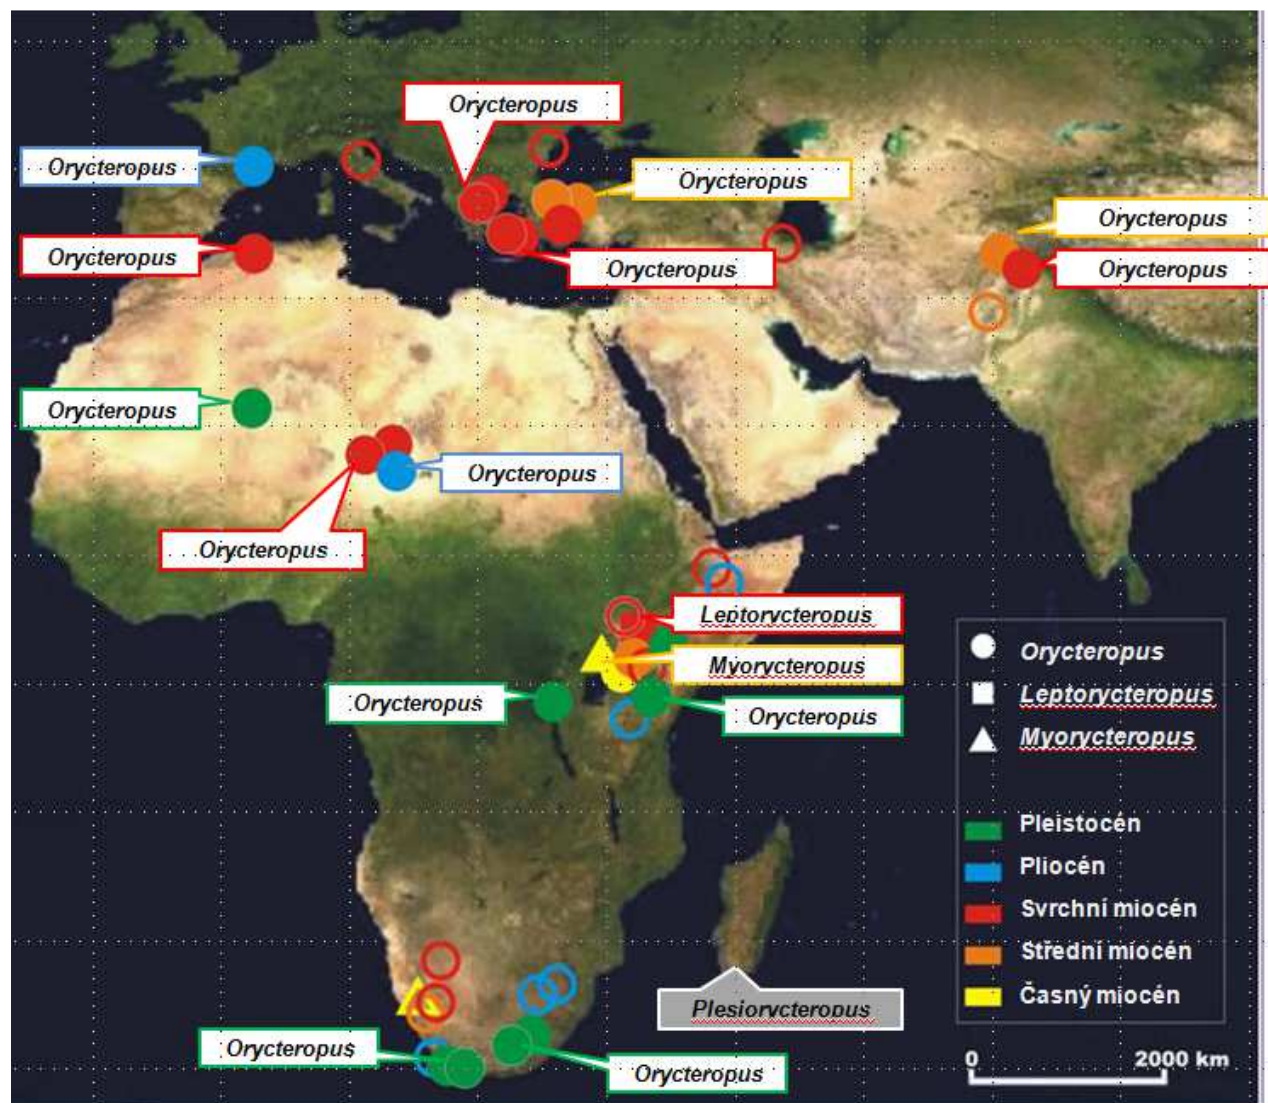 Orycteropus
Orycteropus
Orycteropus
Orycteropus
Orycteropus
Orycteropus
Orycteropus
Orycteropus
Orycteropus
Orycteropus
Orycteropus
Leptorycteropus
Myorycteropus
Orycteropus
Orycteropus
Plesiorycteropus
Orycteropus
Orycteropus
Orycteropus
Leptorycteropus
Myorycteropus
Pleistocén
Pliocén
Svrchní miocén
Střední miocén
Časný miocén
0 2000 km